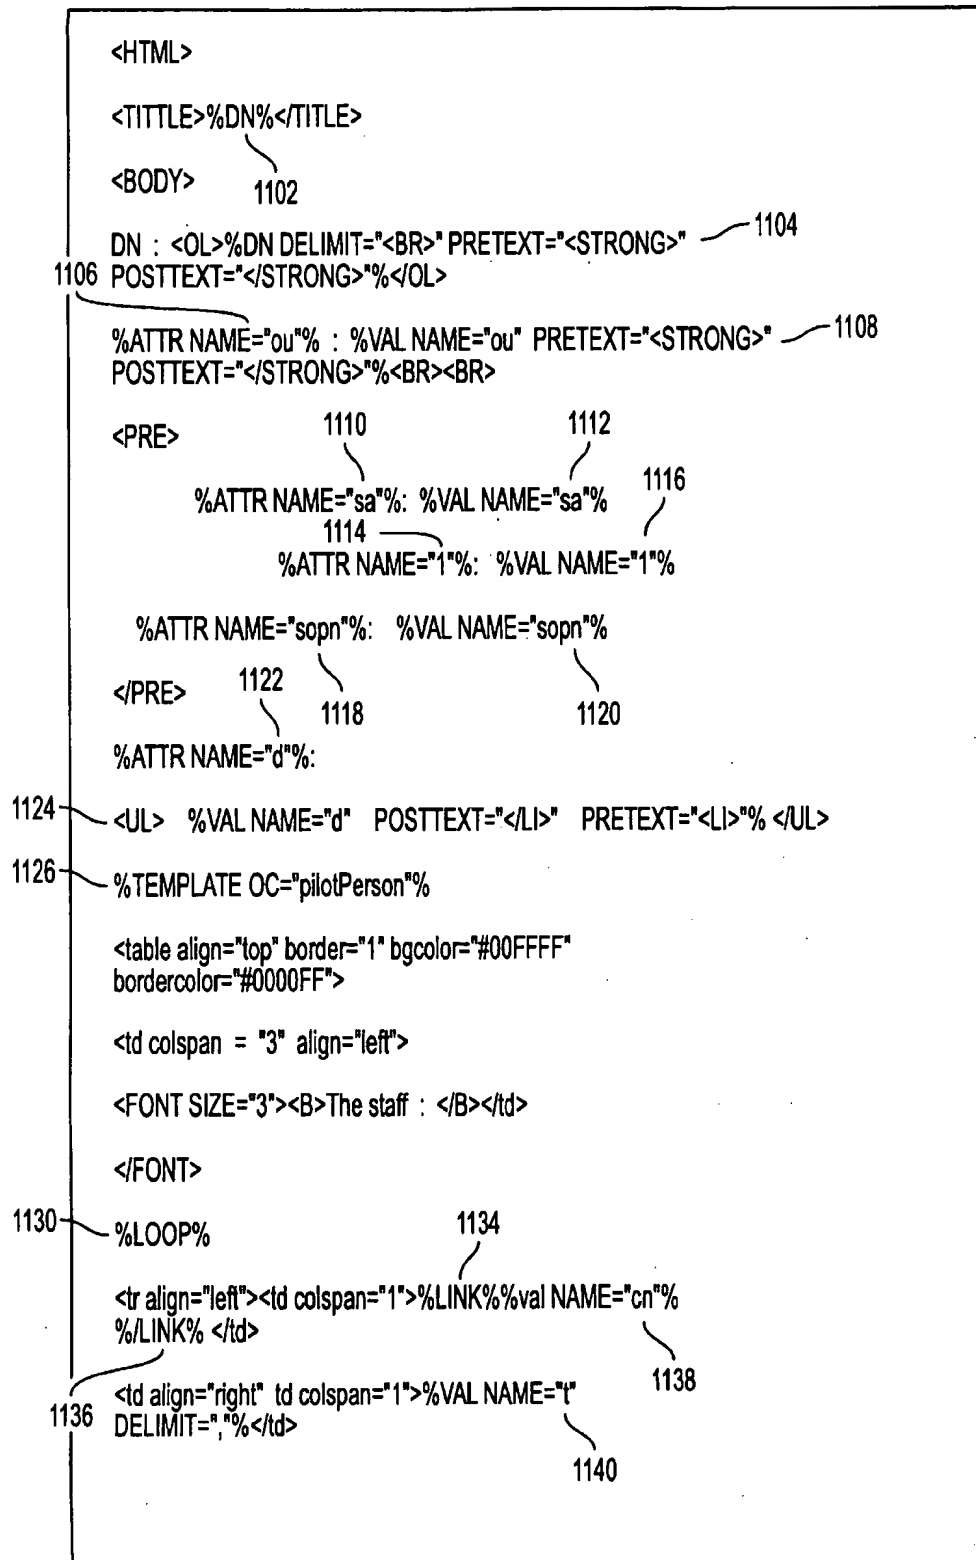 <HTML>
<TITTLE>%DN%</TITLE>
1102
<BODY>
DN : <OL>%DN DELIMIT="<BR>" PRETEXT="<STRONG>"
1104
1106
POSTTEXT="</STRONG>"%</OL>
%ATTR NAME="ou"% : %VAL NAME="ou" PRETEXT="<STRONG>"
1108
POSTTEXT="</STRONG>"%<BR><BR>
<PRE>
1110
1112
%ATTR NAME="sa"%: %VAL NAME="sa"%
1116
1114
%ATTR NAME="1"%: %VAL NAME="1"%
%ATTR NAME="sopn"%: %VAL NAME="sopn"%
</PRE>
1122
1118
1120
%ATTR NAME="d"%:
1124
<UL> %VAL NAME="d" POSTTEXT="</LI>" PRETEXT="<LI>"% </UL>
1126
%TEMPLATE OC="pilotPerson"%
<table align="top" border="1" bgcolor="#00FFFF"
bordercolor="#0000FF">
<td colspan = "3" align="left">
<FONT SIZE="3"><B>The staff : </B></td>
</FONT>
1130
%LOOP%
1134
<tr align="left"><td colspan="1">%LINK%%val NAME="cn"%
%/LINK% </td>
1138
1136
<td align="right" td colspan="1">%VAL NAME="t"
DELIMIT=","%</td>
1140